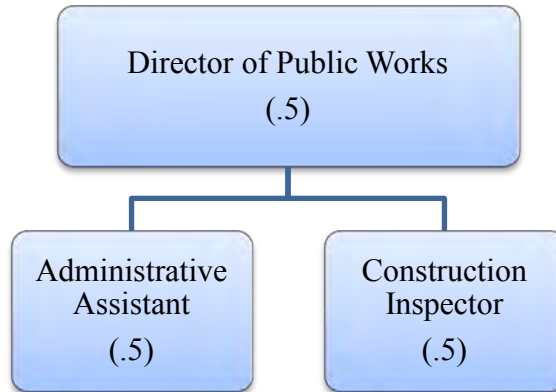 Director of Public Works
(.5)
Administrative
Assistant
(.5)
Construction
Inspector
(.5)